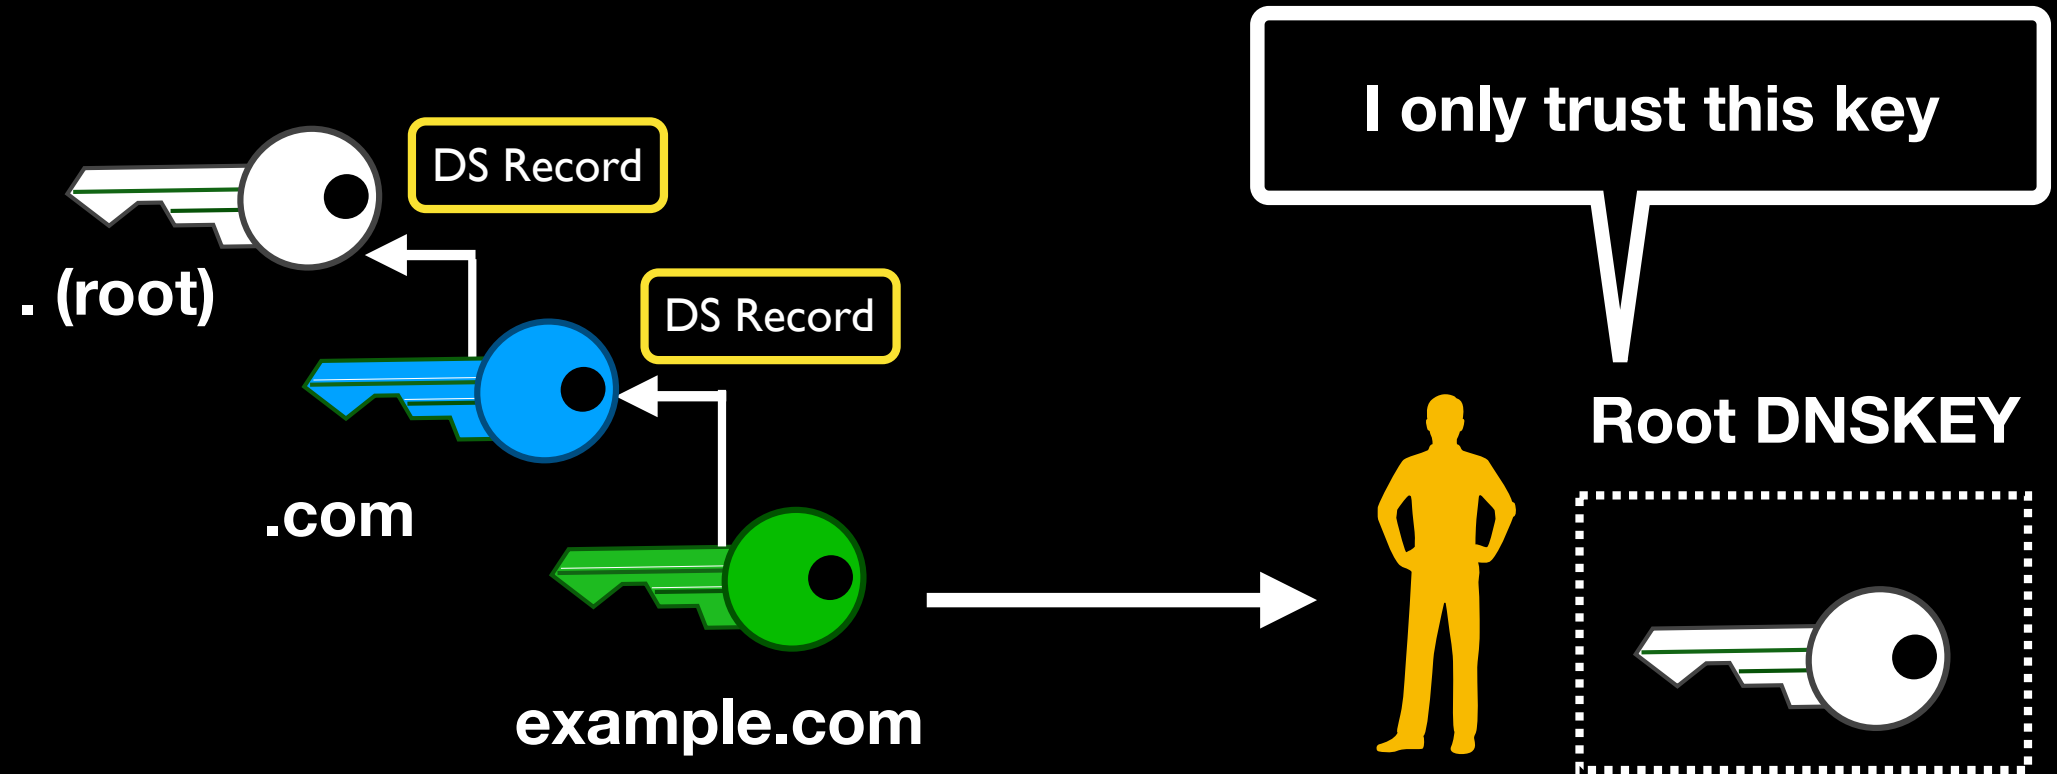 I only trust this key
DS Record
. (root)
DS Record
Root DNSKEY
.com
example.com